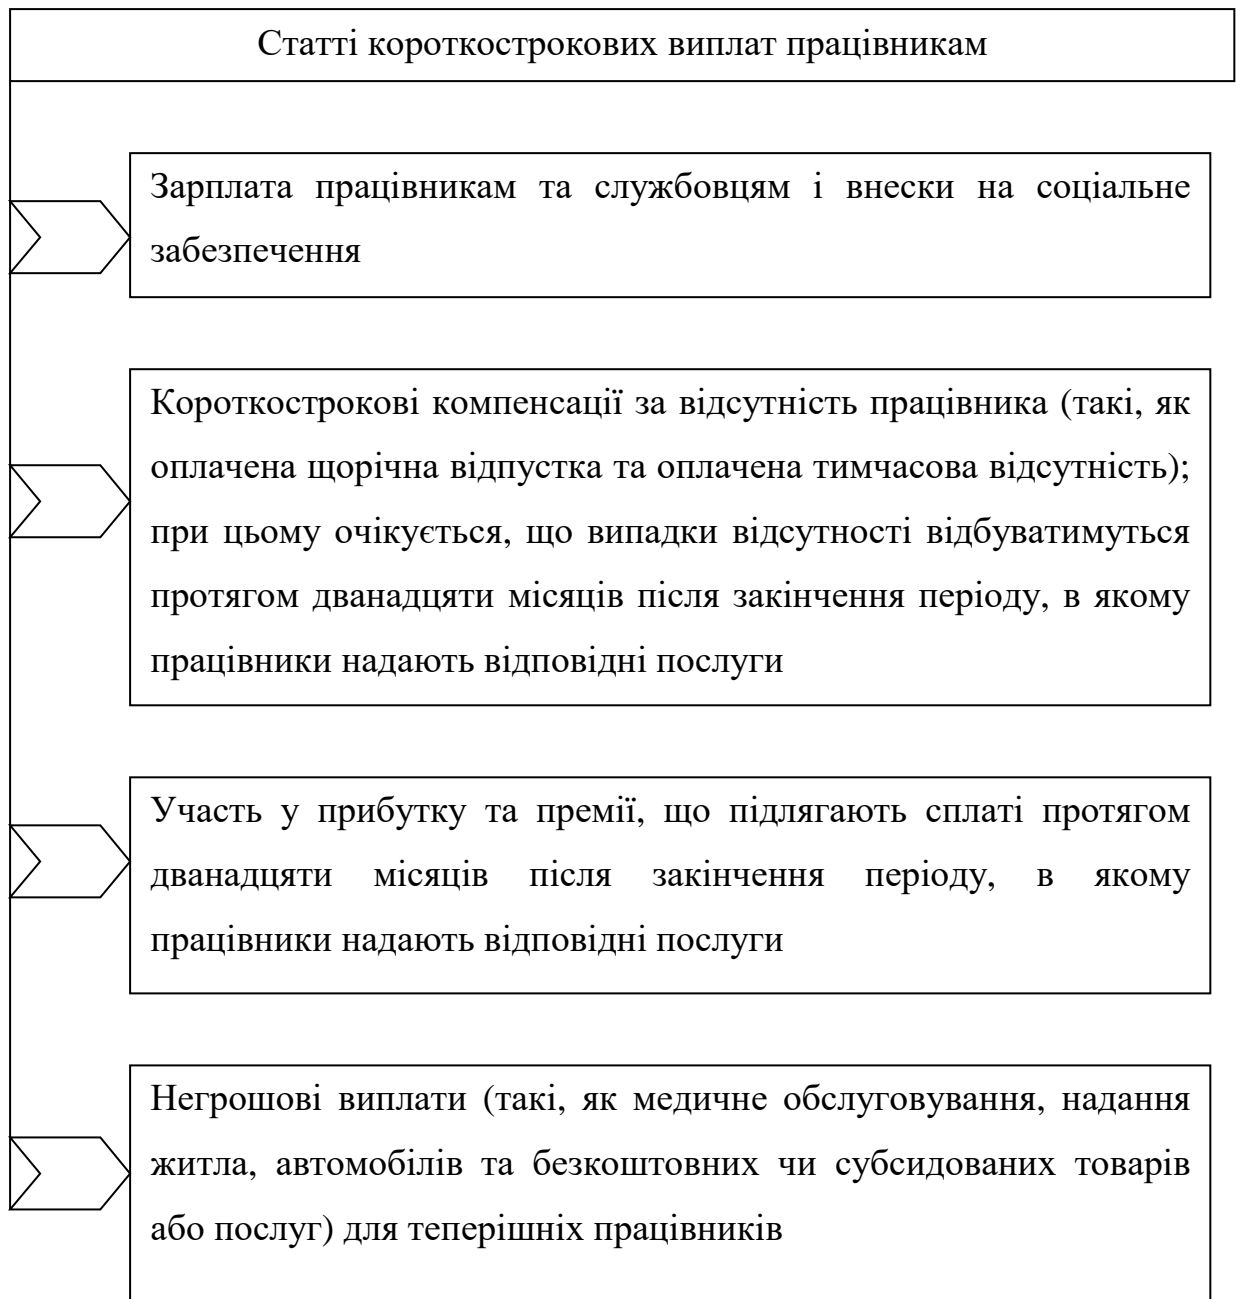 Статті короткострокових виплат працівникам
Зарплата працівникам та службовцям і внески на соціальне
забезпечення
Короткострокові компенсації за відсутність працівника (такі, як
оплачена щорічна відпустка та оплачена тимчасова відсутність);
при цьому очікується, що випадки відсутності відбуватимуться
протягом дванадцяти місяців після закінчення періоду, в якому
працівники надають відповідні послуги
Участь у прибутку та премії, що підлягають сплаті протягом
дванадцяти місяців після закінчення періоду, в якому
працівники надають відповідні послуги
Негрошові виплати (такі, як медичне обслуговування, надання
житла, автомобілів та безкоштовних чи субсидованих товарів
або послуг) для теперішніх працівників